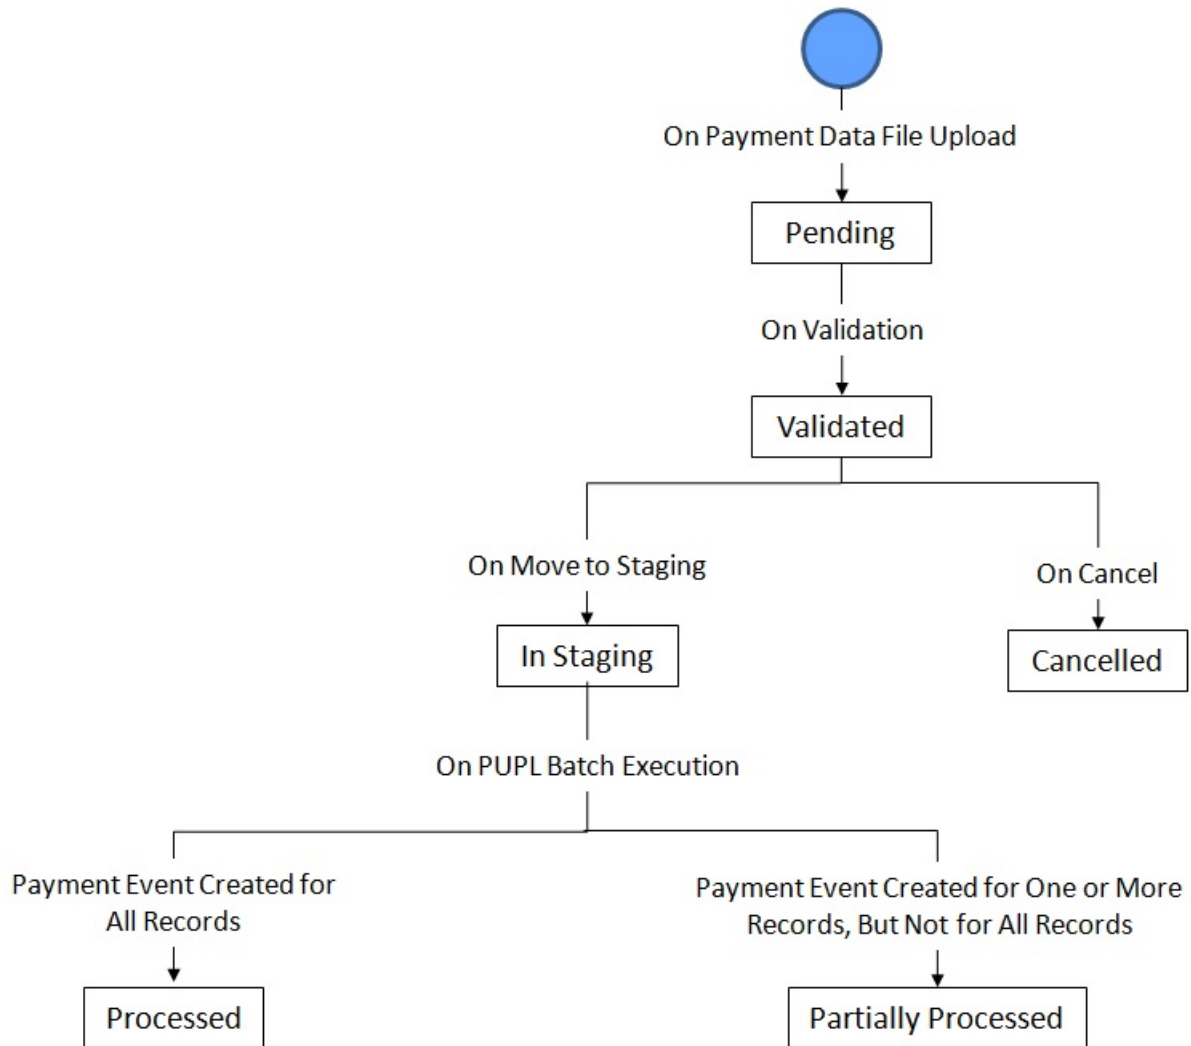 On Payment Data File Upload
Pending
On Validation
Validated
On Move to Staging
On Cancel
In Staging
Cancelled
On PUPL Batch Execution
Payment Event Created for
All Records
Payment Event Created for One or More
Records, But Not for All Records
Processed
Partially Processed